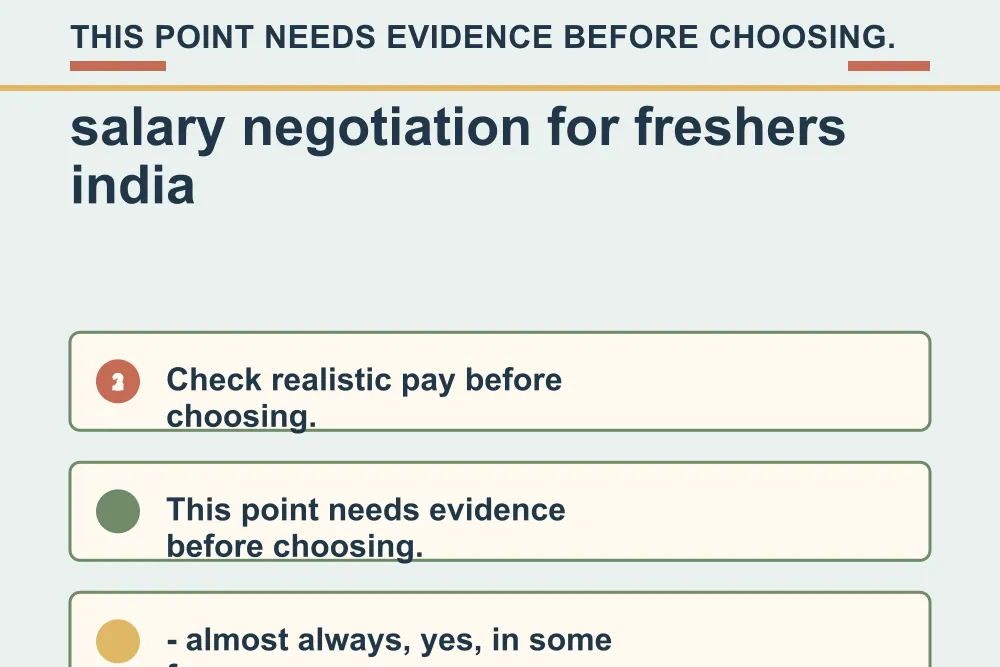 THIS POINT NEEDS EVIDENCE BEFORE CHOOSING.
salary negotiation for freshers
india
Check realistic pay before
choosing.
This point needs evidence
before choosing.
- almost always, yes, in some